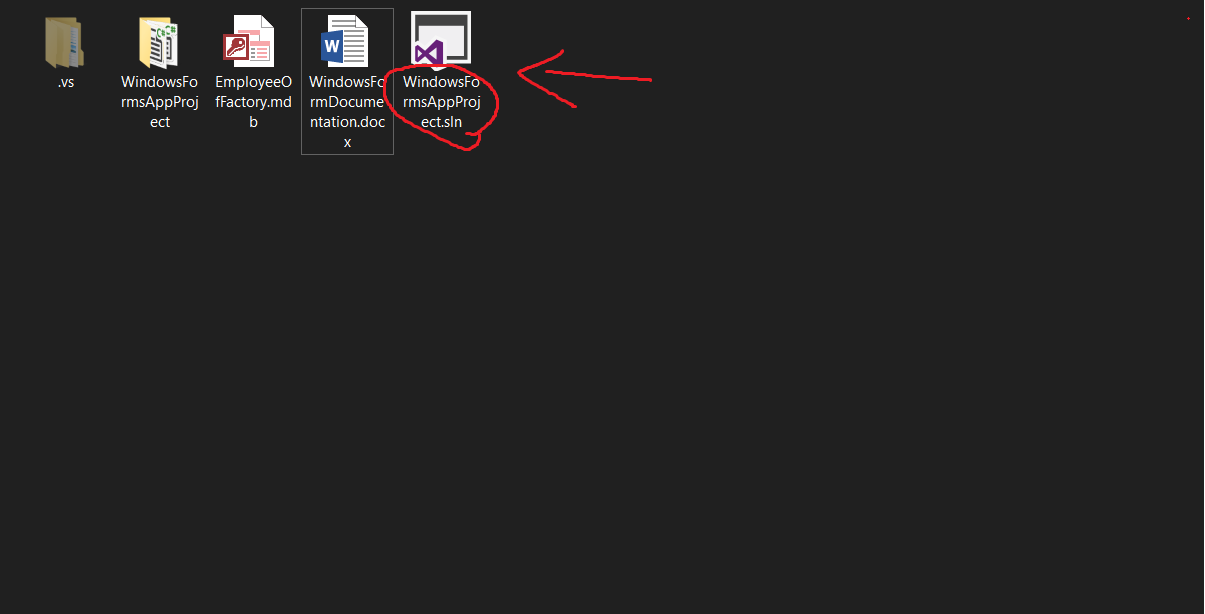 .vs
WindowsFo
rmsAppProj
ect
EmployeeO
fFactory.md
b
WindowsFo
rmDocume
ntation.doc
x
WindowsFo
rmsAppProj
ect.sln